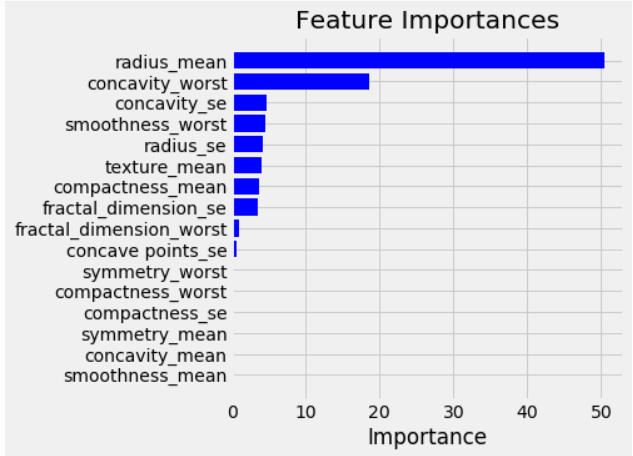 Feature Importances
radius_mean
concavity_worst
concavity_se
smoothness_worst
radius_se
texture_mean
compactness_mean
fractal_dimension_se
fractal_dimension_worst
concave points_se
symmetry_worst
compactness_worst
compactness_se
symmetry_mean
concavity_mean
smoothness_mean
0 10 20 30 40 50
Importance